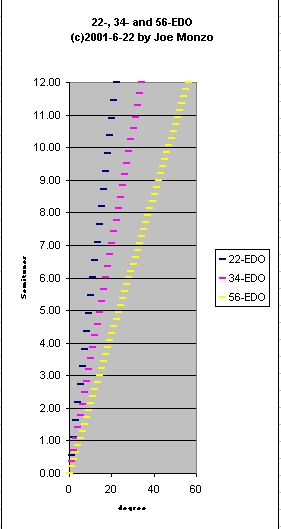 22-, 34- and 56-EDO
(c)2001-6-22 by Joe Monzo
12.00
11.00
10.00
9.00
8.00
7.00
6.00
5.00
4.00
3.00
2.00
1.00
0.00
Semitones
22-EDO
34-EDO
56-EDO
0 20 40 60
degree